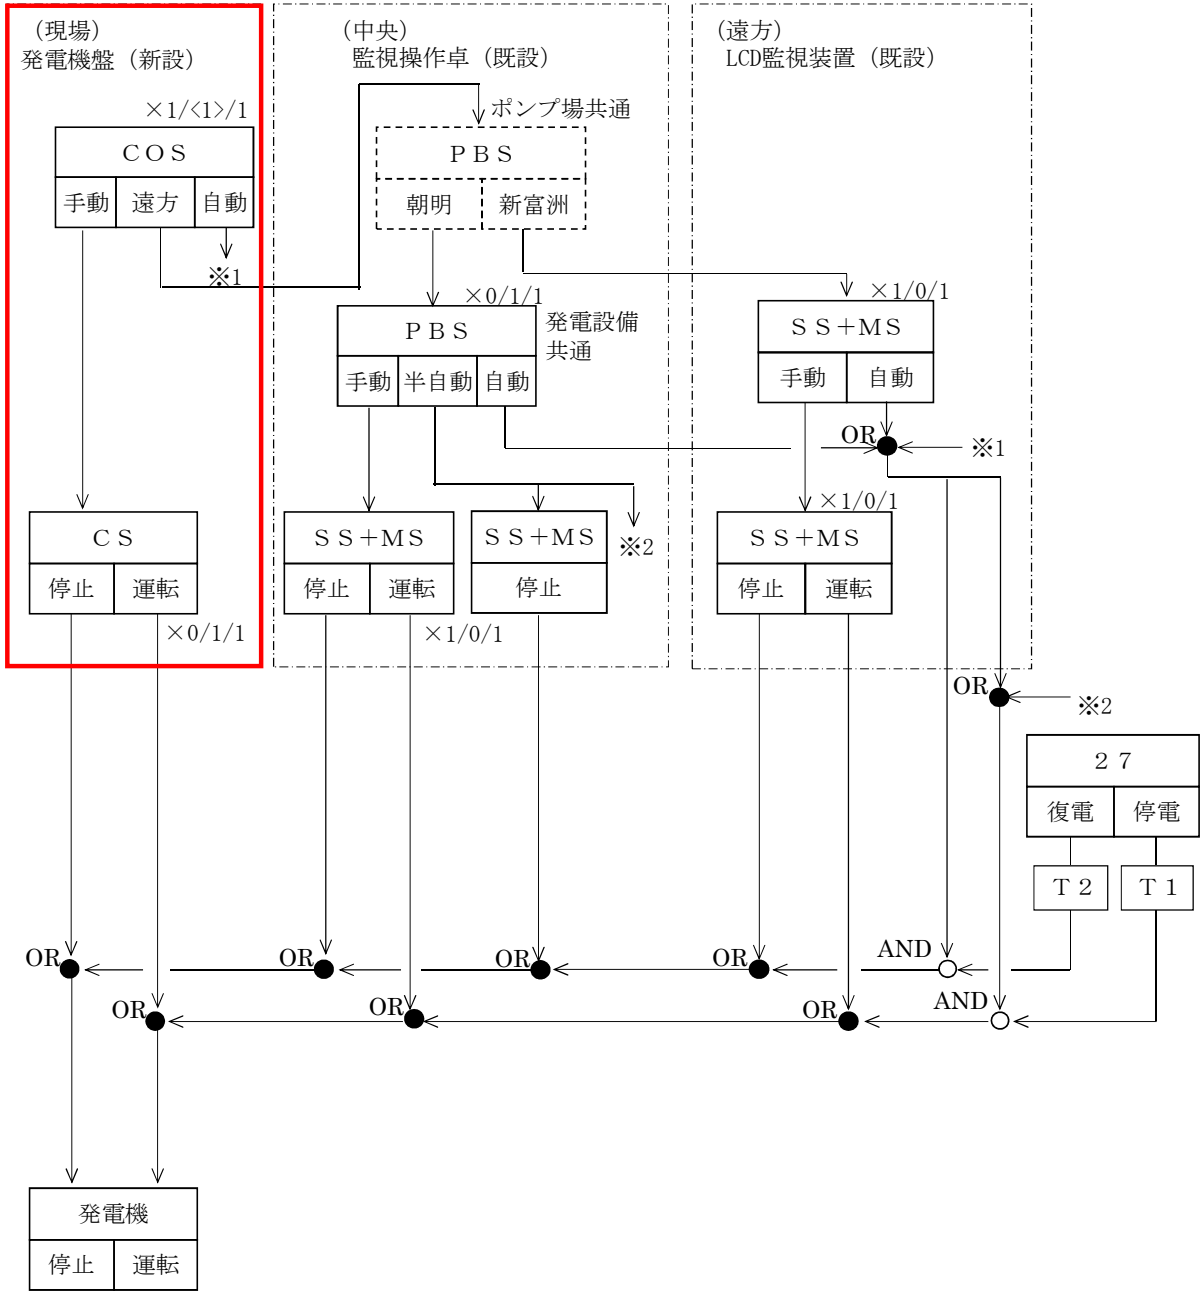 （現場）
発電機盤（新設）
×1/<1>/1
ＣＯＳ
手動 遠方 自動
※1
ＣＳ
停止 運転
×0/1/1
（中央）
監視操作卓（既設）
ポンプ場共通
ＰＢＳ
朝明 新富洲
×0/1/1
ＰＢＳ
発電設備
共通
手動 半自動 自動
ＳＳ＋ＭＳ
停止 運転
×1/0/1
ＳＳ＋ＭＳ
停止
※2
（遠方）
LCD監視装置（既設）
×1/0/1
ＳＳ＋ＭＳ
手動 自動
OR
※1
×1/0/1
ＳＳ＋ＭＳ
停止 運転
OR
※2
２７
復電 停電
Ｔ２ Ｔ１
OR OR OR AND
OR OR OR AND
発電機
停止 運転